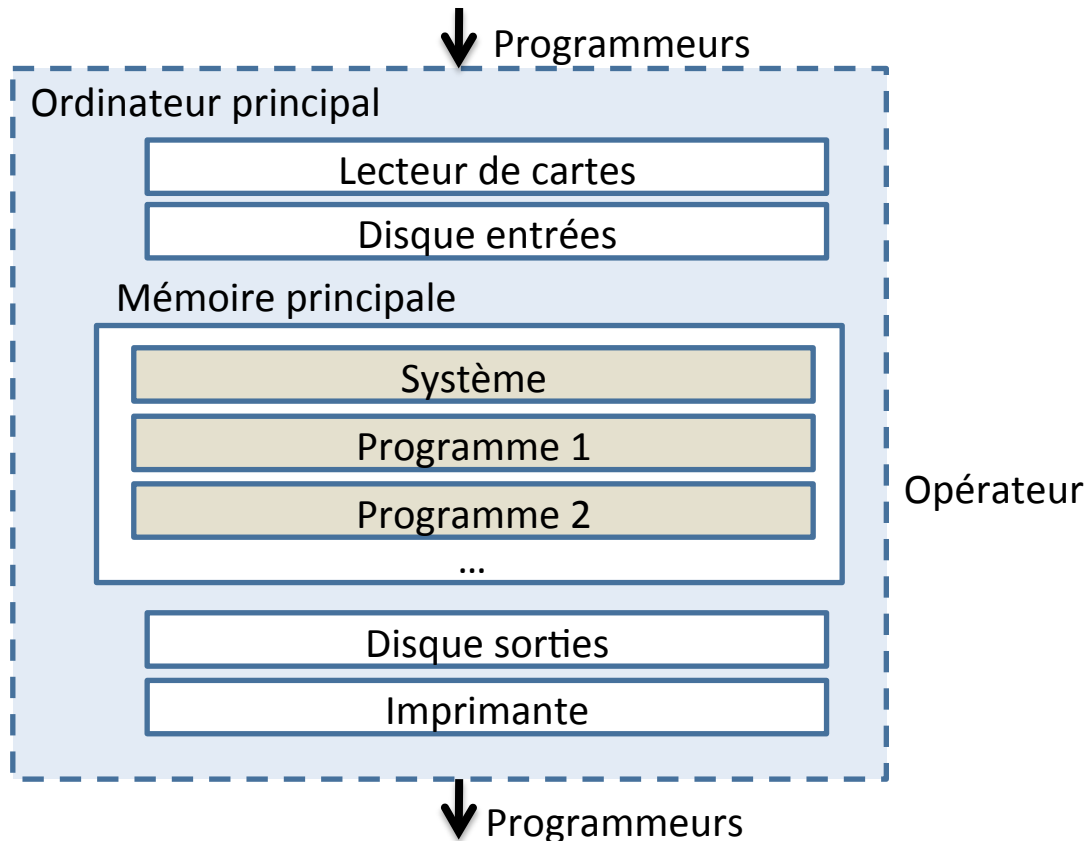 Programmeurs
Ordinateur principal
Lecteur de cartes
Disque entrées
Mémoire principale
Système
Programme 1
Programme 2
...
Opérateur
Disque sorties
Imprimante
Programmeurs